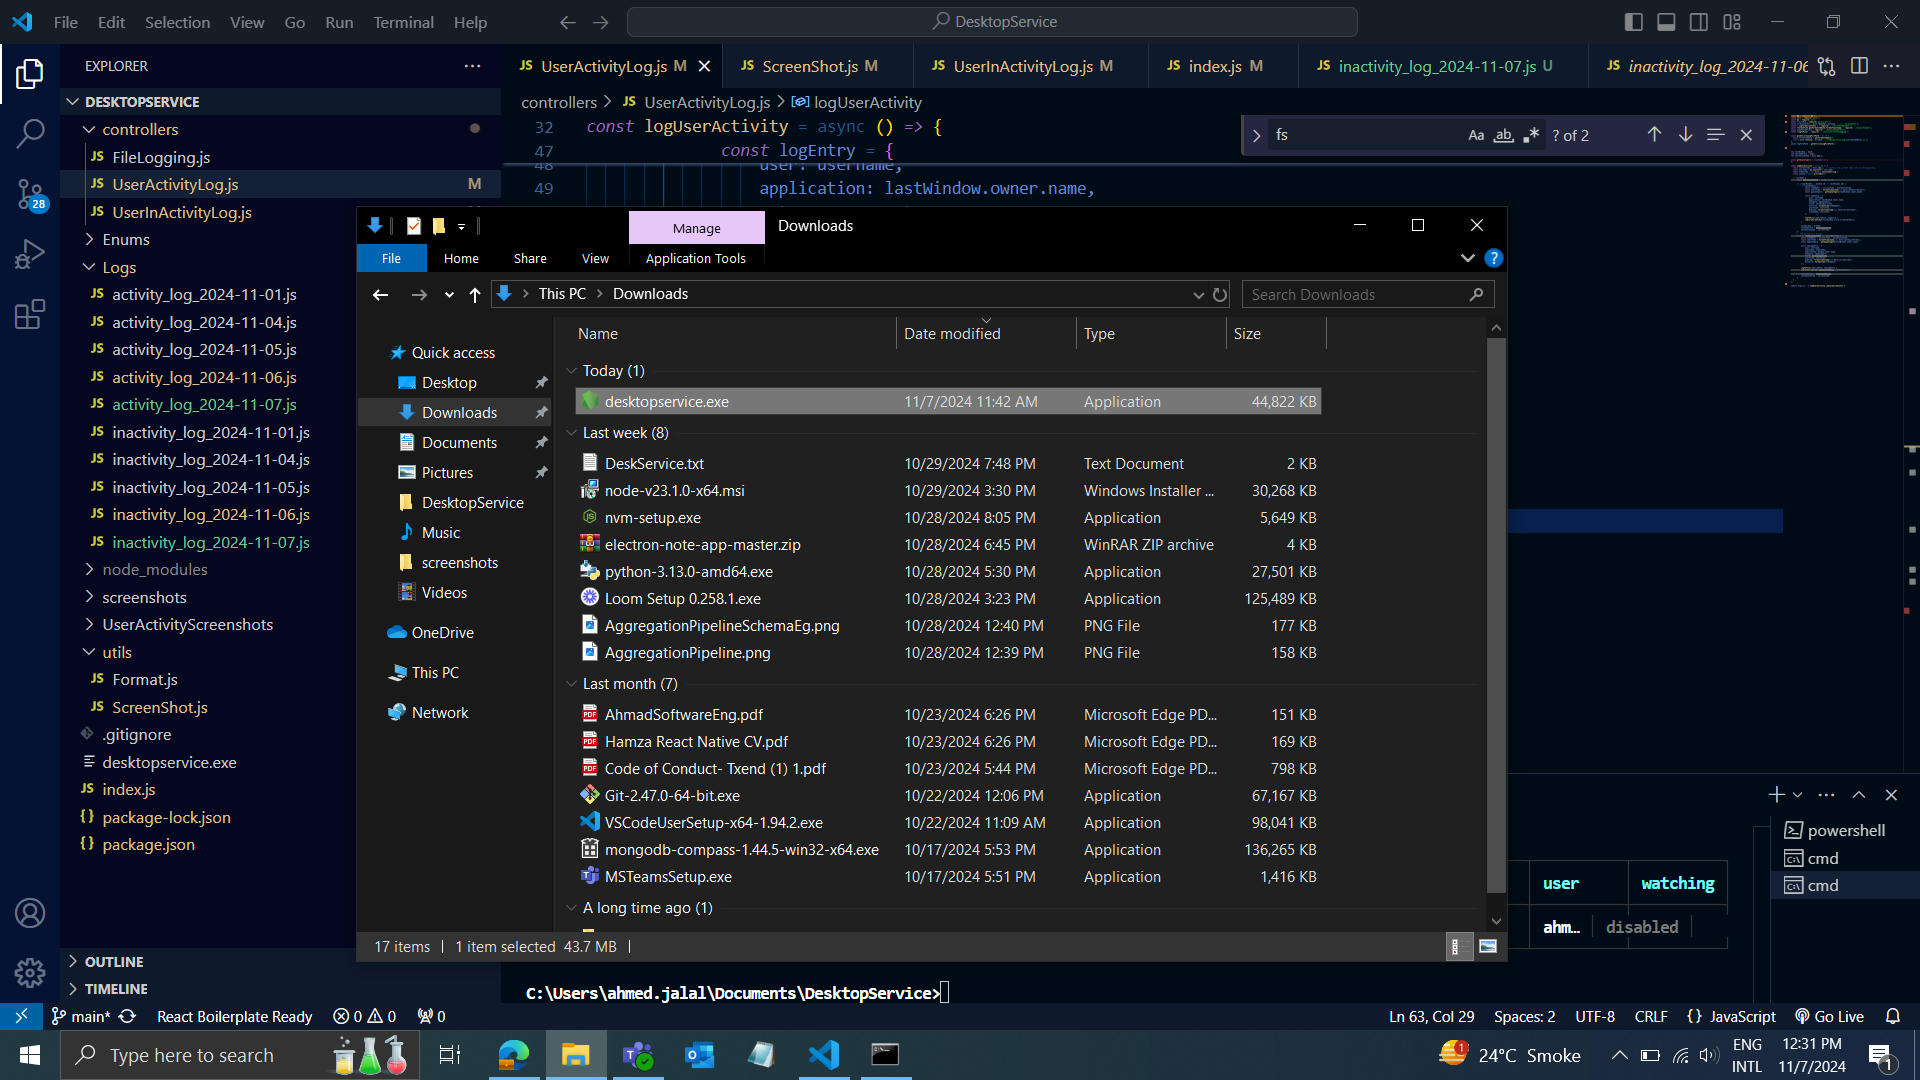 File Edit Selection View Go Run Terminal Help
DesktopService
EXPLORER
DESKTOPSERVICE
controllers
JS FileLogging.js
JS UserActivityLog.js M
JS UserInActivityLog.js
Enums
Logs
JS activity_log_2024-11-01.js
JS activity_log_2024-11-04.js
JS activity_log_2024-11-05.js
JS activity_log_2024-11-06.js
JS activity_log_2024-11-07.js
JS inactivity_log_2024-11-01.js
JS inactivity_log_2024-11-04.js
JS inactivity_log_2024-11-05.js
JS inactivity_log_2024-11-06.js
JS inactivity_log_2024-11-07.js
node_modules
screenshots
UserActivityScreenshots
utils
JS Format.js
JS ScreenShot.js
.gitignore
desktopservice.exe
JS index.js
{} package-lock.json
{} package.json
OUTLINE
TIMELINE
28
JS UserActivityLog.js M
JS ScreenShot.js M
JS UserInActivityLog.js M
JS index.js M
JS inactivity_log_2024-11-07.js U
JS inactivity_log_2024-11-06
controllers > JS UserActivityLog.js > logUserActivity
32 const logUserActivity = async () => {
47 const logEntry = {
48 user: username,
49 application: lastWindow.owner.name,
fs Aa ab ? of 2
Manage Downloads
File Home Share View Application Tools
This PC > Downloads
Search Downloads
Quick access
Desktop
Downloads
Documents
Pictures
DesktopService
Music
screenshots
Videos
OneDrive
This PC
Network
Name Date modified Type Size
Today (1)
desktopservice.exe 11/7/2024 11:42 AM Application 44,822 KB
Last week (8)
DeskService.txt 10/29/2024 7:48 PM Text Document 2 KB
node-v23.1.0-x64.msi 10/29/2024 3:30 PM Windows Installer ... 30,268 KB
nvm-setup.exe 10/28/2024 8:05 PM Application 5,649 KB
electron-note-app-master.zip 10/28/2024 6:45 PM WinRAR ZIP archive 4 KB
python-3.13.0-amd64.exe 10/28/2024 5:30 PM Application 27,501 KB
Loom Setup 0.258.1.exe 10/28/2024 3:23 PM Application 125,489 KB
AggregationPipelineSchemaEg.png 10/28/2024 12:40 PM PNG File 177 KB
AggregationPipeline.png 10/28/2024 12:39 PM PNG File 158 KB
Last month (7)
AhmadSoftwareEng.pdf 10/23/2024 6:26 PM Microsoft Edge PD... 151 KB
Hamza React Native CV.pdf 10/23/2024 6:26 PM Microsoft Edge PD... 169 KB
Code of Conduct- Txend (1) 1.pdf 10/23/2024 5:44 PM Microsoft Edge PD... 798 KB
Git-2.47.0-64-bit.exe 10/22/2024 12:06 PM Application 67,167 KB
VSCodeUserSetup-x64-1.94.2.exe 10/22/2024 11:09 AM Application 98,041 KB
mongodb-compass-1.44.5-win32-x64.exe 10/17/2024 5:53 PM Application 136,265 KB
MSTeamsSetup.exe 10/17/2024 5:51 PM Application 1,416 KB
A long time ago (1)
17 items 1 item selected 43.7 MB
powershell
cmd
cmd
user watching
ahm… disabled
C:\Users\ahmed.jalal\Documents\DesktopService>
main* React Boilerplate Ready 0 0 0
Ln 63, Col 29 Spaces: 2 UTF-8 CRLF {} JavaScript Go Live
Type here to search
1 24°C Smoke
ENG
INTL
12:31 PM
11/7/2024
1